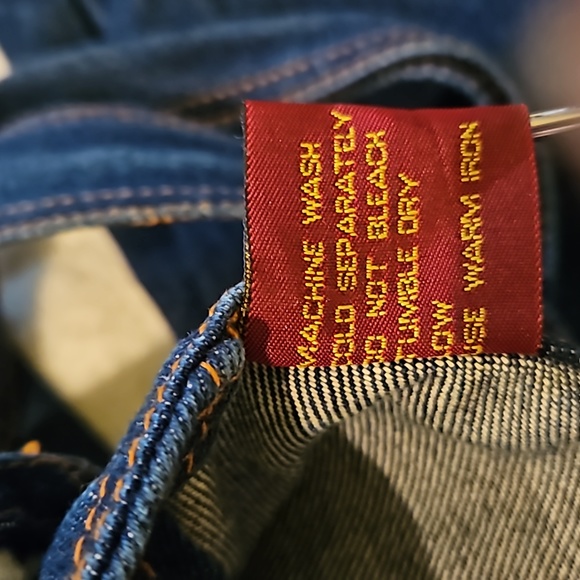 MACHINE WASH
COLD SEPARATELY
DO NOT BLEACH
TUMBLE DRY
LOW
USE WARM IRON